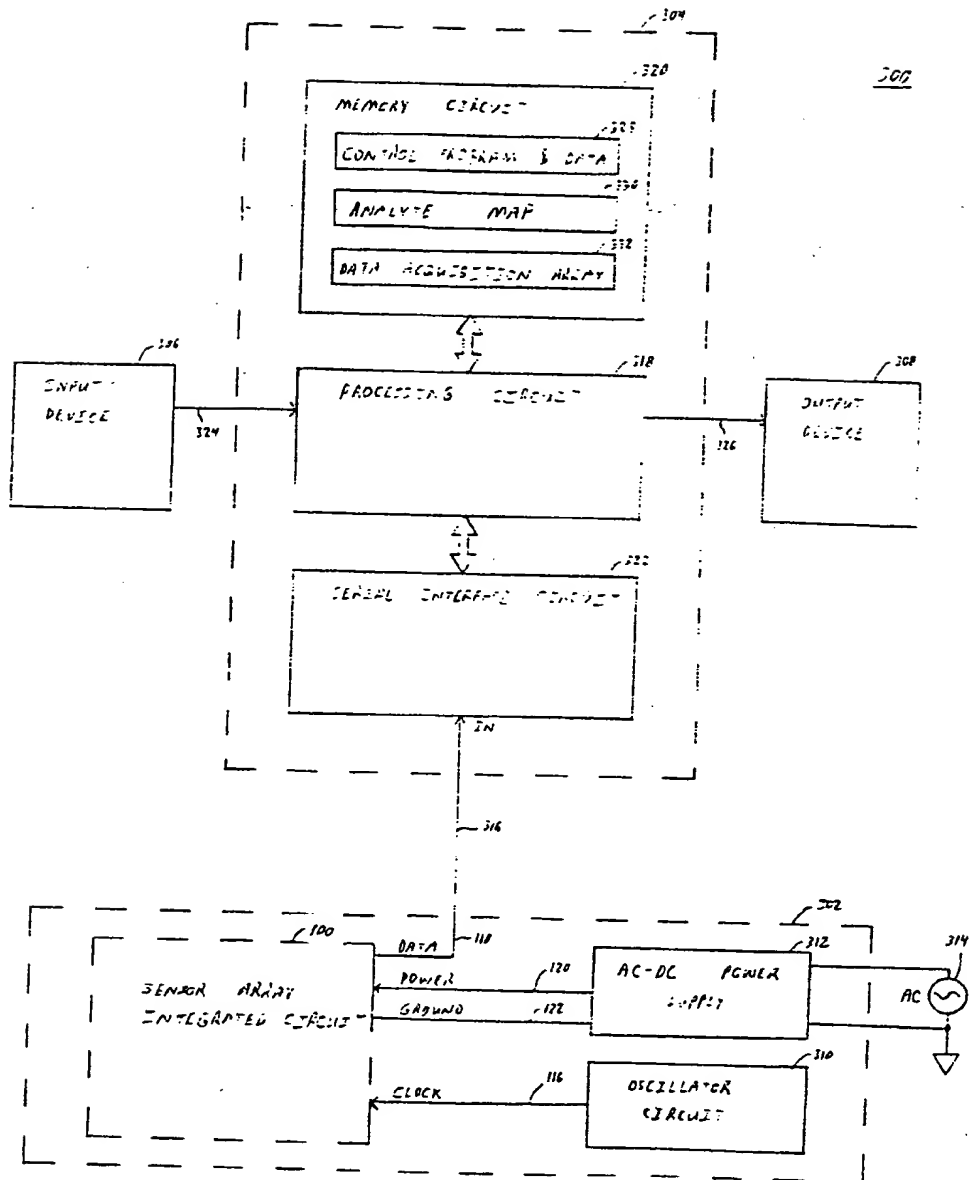 304
300
320
MEMORY CIRCUIT
CONTROL PROGRAM & DATA
330
ANALYTE MAP
332
DATA ACQUISITION ARRAY
306
INPUT
DEVICE
324
318
PROCESSING CIRCUIT
326
308
OUTPUT
DEVICE
322
SERIAL INTERFACE CIRCUIT
IN
316
302
100
SENSOR ARRAY
INTEGRATED CIRCUIT
DATA
118
POWER
120
GROUND
122
312
AC-DC POWER
SUPPLY
314
AC
310
CLOCK
116
OSCILLATOR
CIRCUIT